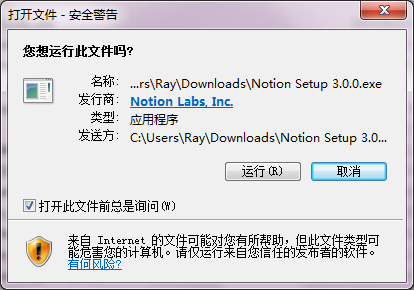 打开文件 - 安全警告
您想运行此文件吗?
名称: ...rs\Ray\Downloads\Notion Setup 3.0.0.exe
发行商: Notion Labs, Inc.
类型: 应用程序
发送方: C:\Users\Ray\Downloads\Notion Setup 3.0...
运行(R) 取消
打开此文件前总是询问(W)
来自 Internet 的文件可能对您有所帮助，但此文件类型可
能危害您的计算机。请仅运行来自您信任的发布者的软件。
有何风险?